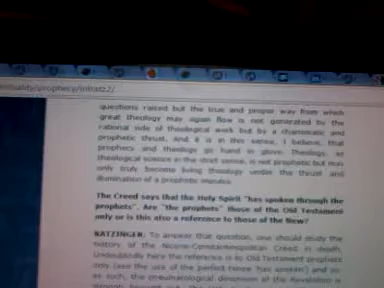 questions raised but the true and proper way from which
great theology may again flow is not generated by the
rational side of theological work but by a charismatic and
prophetic thrust. And it is in this sense, I believe, that
prophecy and theology go hand in glove. Theology, as
theological science in the strict sense, is not prophetic but may
only truly become living theology under the thrust and
illumination of a prophetic impulse.
The Creed says that the Holy Spirit "has spoken through the
prophets". Are "the prophets" those of the Old Testament
only or is this also a reference to those of the New?
RATZINGER: To answer that question, one should study the
history of the Nicene-Constantinopolitan Creed in depth.
Undoubtedly here the reference is to Old Testament prophets
only (see the use of the perfect tense 'has spoken') and so
as such, the pneumatological dimension of the Revelation is